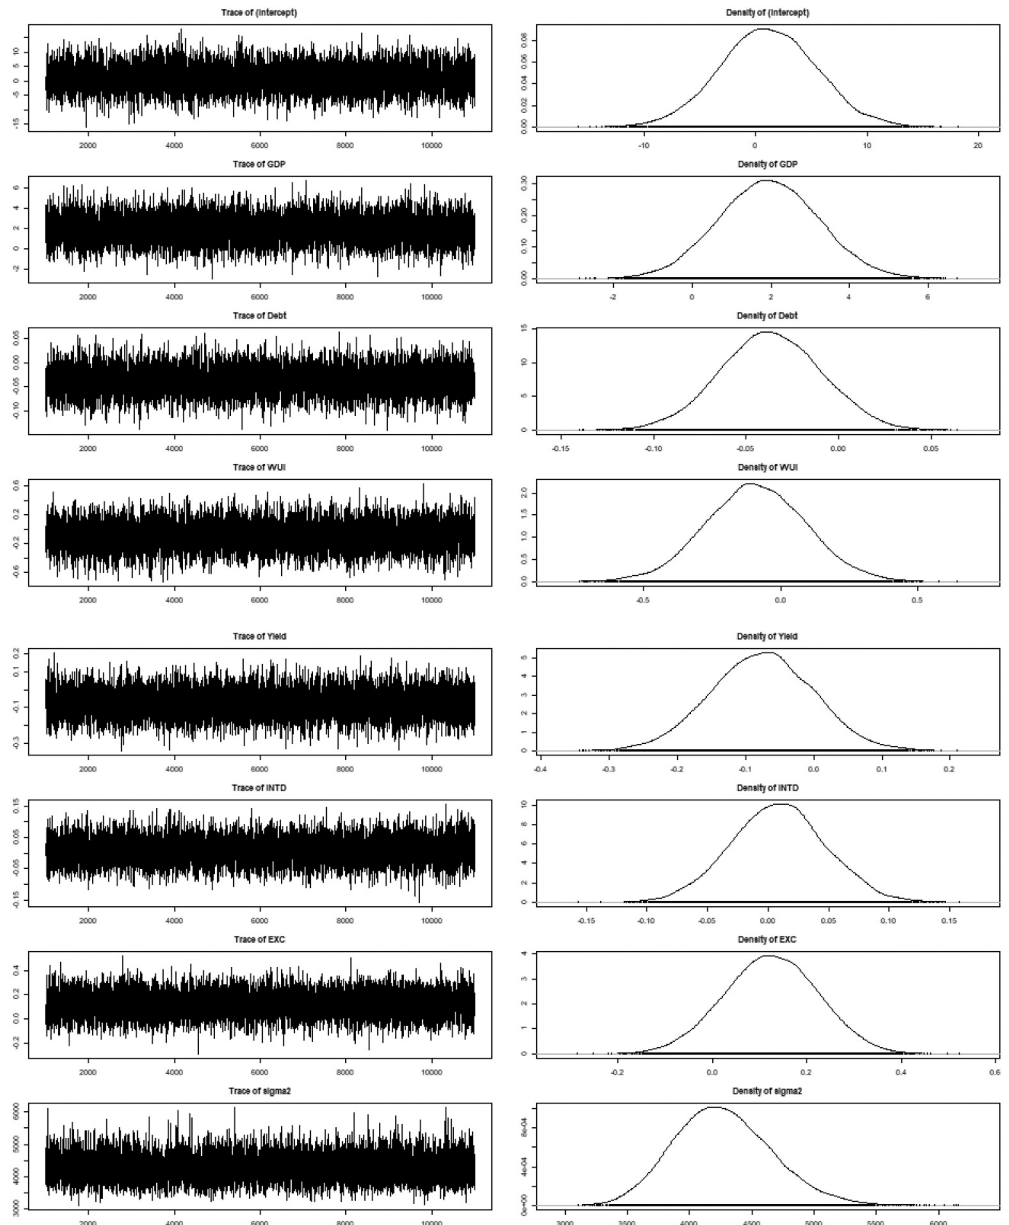 Trace of (Intercept)
10
5
0
-5
-15
2000 4000 6000 8000 10000
Density of (Intercept)
0.08
0.06
0.04
0.02
0.00
-10 0 10 20
Trace of GDP
6
4
2
0
-2
2000 4000 6000 8000 10000
Density of GDP
0.30
0.20
0.10
0.00
-2 0 2 4 6
Trace of Debt
0.05
0.00
-0.05
-0.10
2000 4000 6000 8000 10000
Density of Debt
15
10
5
0
-0.15 -0.10 -0.05 0.00 0.05
Trace of WUI
0.6
0.2
-0.2
-0.6
2000 4000 6000 8000 10000
Density of WUI
2.0
1.5
1.0
0.5
0.0
-0.5 0.0 0.5
Trace of Yield
0.2
0.1
-0.1
-0.3
2000 4000 6000 8000 10000
Density of Yield
5
4
3
2
1
0
-0.4 -0.3 -0.2 -0.1 0.0 0.1 0.2
Trace of INTD
0.15
0.05
-0.05
-0.15
2000 4000 6000 8000 10000
Density of INTD
10
8
6
4
2
0
-0.15 -0.10 -0.05 0.00 0.05 0.10 0.15
Trace of EXC
0.4
0.2
0.0
-0.2
2000 4000 6000 8000 10000
Density of EXC
4
3
2
1
0
-0.2 0.0 0.2 0.4 0.6
Trace of sigma2
6000
5000
4000
3000
2000 4000 6000 8000 10000
Density of sigma2
8e-04
4e-04
0e+00
3000 3500 4000 4500 5000 5500 6000